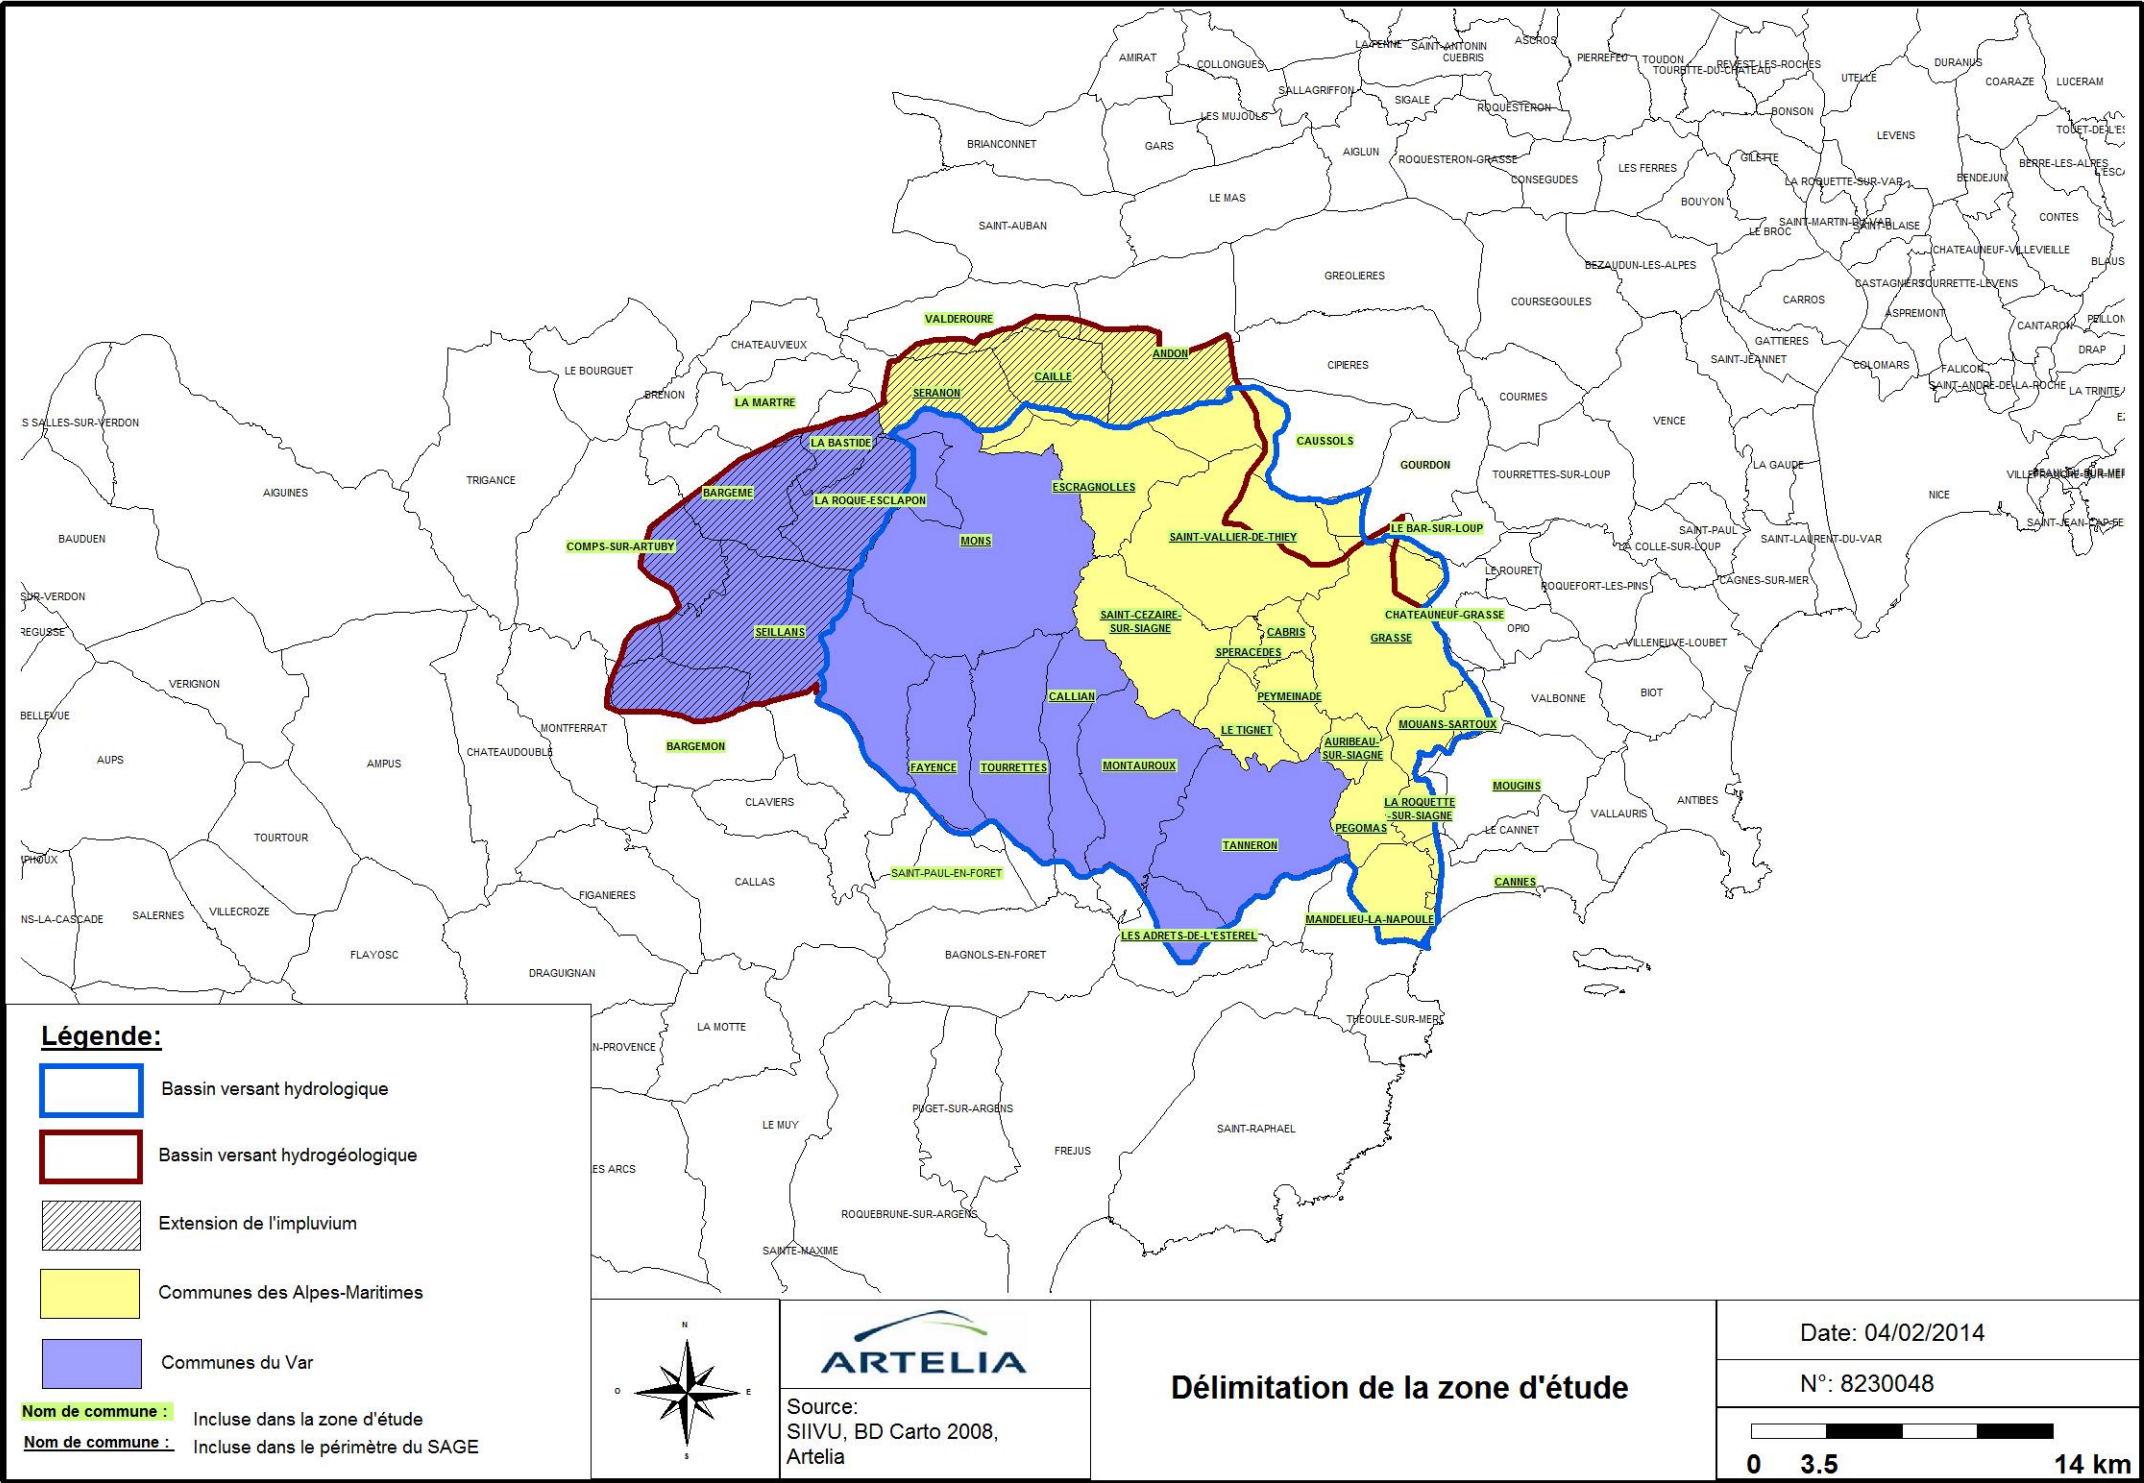 AMIRAT
COLLONGUES
LA PENNE
SAINT-ANTONIN
CUEBRIS
ASCROS
PIERREFEU
TOUDON
TOURETTE-DU-CHATEAU
REVEST-LES-ROCHES
UTELLE
DURANUS
COARAZE
LUCERAM
SALLAGRIFFON
SIGALE
ROQUESTERON
BONSON
LES MUJOULS
BRIANCONNET
GARS
AIGLUN
ROQUESTERON-GRASSE
CONSEGUDES
LES FERRES
GILETTE
LEVENS
BERRE-LES-ALPES
BENDEJUN
LA ROQUETTE-SUR-VAR
LE MAS
BOUYON
SAINT-AUBAN
SAINT-MARTIN-DU-VAR
SAINT-BLAISE
LE BROC
CONTES
CHATEAUNEUF-VILLEVIEILLE
GREOLIERES
BEZAUDUN-LES-ALPES
BLAUS
CASTAGNIERS
TOURRETTE-LEVENS
COURSEGOULES
CARROS
ASPREMONT
VALDEROURE
CANTARON
PEILLON
CHATEAUVIEUX
ANDON
GATTIERES
DRAP
LE BOURGUET
CAILLE
CIPIERES
SAINT-JEANNET
COLOMARS
FALICON
SAINT-ANDRE-DE-LA-ROCHE
LA TRINITE
BRENON
LA MARTRE
SERANON
COURMES
S SALLES-SUR-VERDON
VENCE
LA BASTIDE
CAUSSOLS
GOURDON
LA GAUDE
TRIGANCE
AIGUINES
BARGEME
LA ROQUE-ESCLAPON
ESCRAGNOLLES
TOURRETTES-SUR-LOUP
NICE
BAUDUEN
COMPS-SUR-ARTUBY
MONS
SAINT-VALLIER-DE-THIEY
LE BAR-SUR-LOUP
SAINT-PAUL
LA COLLE-SUR-LOUP
SAINT-LAURENT-DU-VAR
LE ROURET
ROQUEFORT-LES-PINS
CAGNES-SUR-MER
SUR-VERDON
REGUSSE
SEILLANS
SAINT-CEZAIRE-
SUR-SIAGNE
CABRIS
SPERACEDES
CHATEAUNEUF-GRASSE
GRASSE
OPIO
VILLENEUVE-LOUBET
VERIGNON
CALLIAN
PEYMEINADE
VALBONNE
BIOT
BELLEVUE
MONTFERRAT
LE TIGNET
MOUANS-SARTOUX
AUPS
AMPUS
CHATEAUDOUBLE
BARGEMON
AURIBEAU-
SUR-SIAGNE
FAYENCE
TOURRETTES
MONTAUROUX
MOUGINS
CLAVIERS
LA ROQUETTE
-SUR-SIAGNE
VALLAURIS
ANTIBES
TOURTOUR
PEGOMAS
LE CANNET
TANNERON
CALLAS
SAINT-PAUL-EN-FORET
CANNES
FIGANIERES
NS-LA-CASCADE
SALERNES
VILLECROZE
MANDELIEU-LA-NAPOULE
LES ADRETS-DE-L'ESTEREL
FLAYOSC
BAGNOLS-EN-FORET
DRAGUIGNAN
LA MOTTE
THEOULE-SUR-MER
N-PROVENCE
PUGET-SUR-ARGENS
LE MUY
SAINT-RAPHAEL
FREJUS
ES ARCS
ROQUEBRUNE-SUR-ARGENS
SAINTE-MAXIME
Légende:
Bassin versant hydrologique
Bassin versant hydrogéologique
Extension de l'impluvium
Communes des Alpes-Maritimes
Communes du Var
Nom de commune : Incluse dans la zone d'étude
Nom de commune : Incluse dans le périmètre du SAGE
N
O E
S
ARTELIA
Source:
SIIVU, BD Carto 2008,
Artelia
Délimitation de la zone d'étude
Date: 04/02/2014
N°: 8230048
0 3.5 14 km